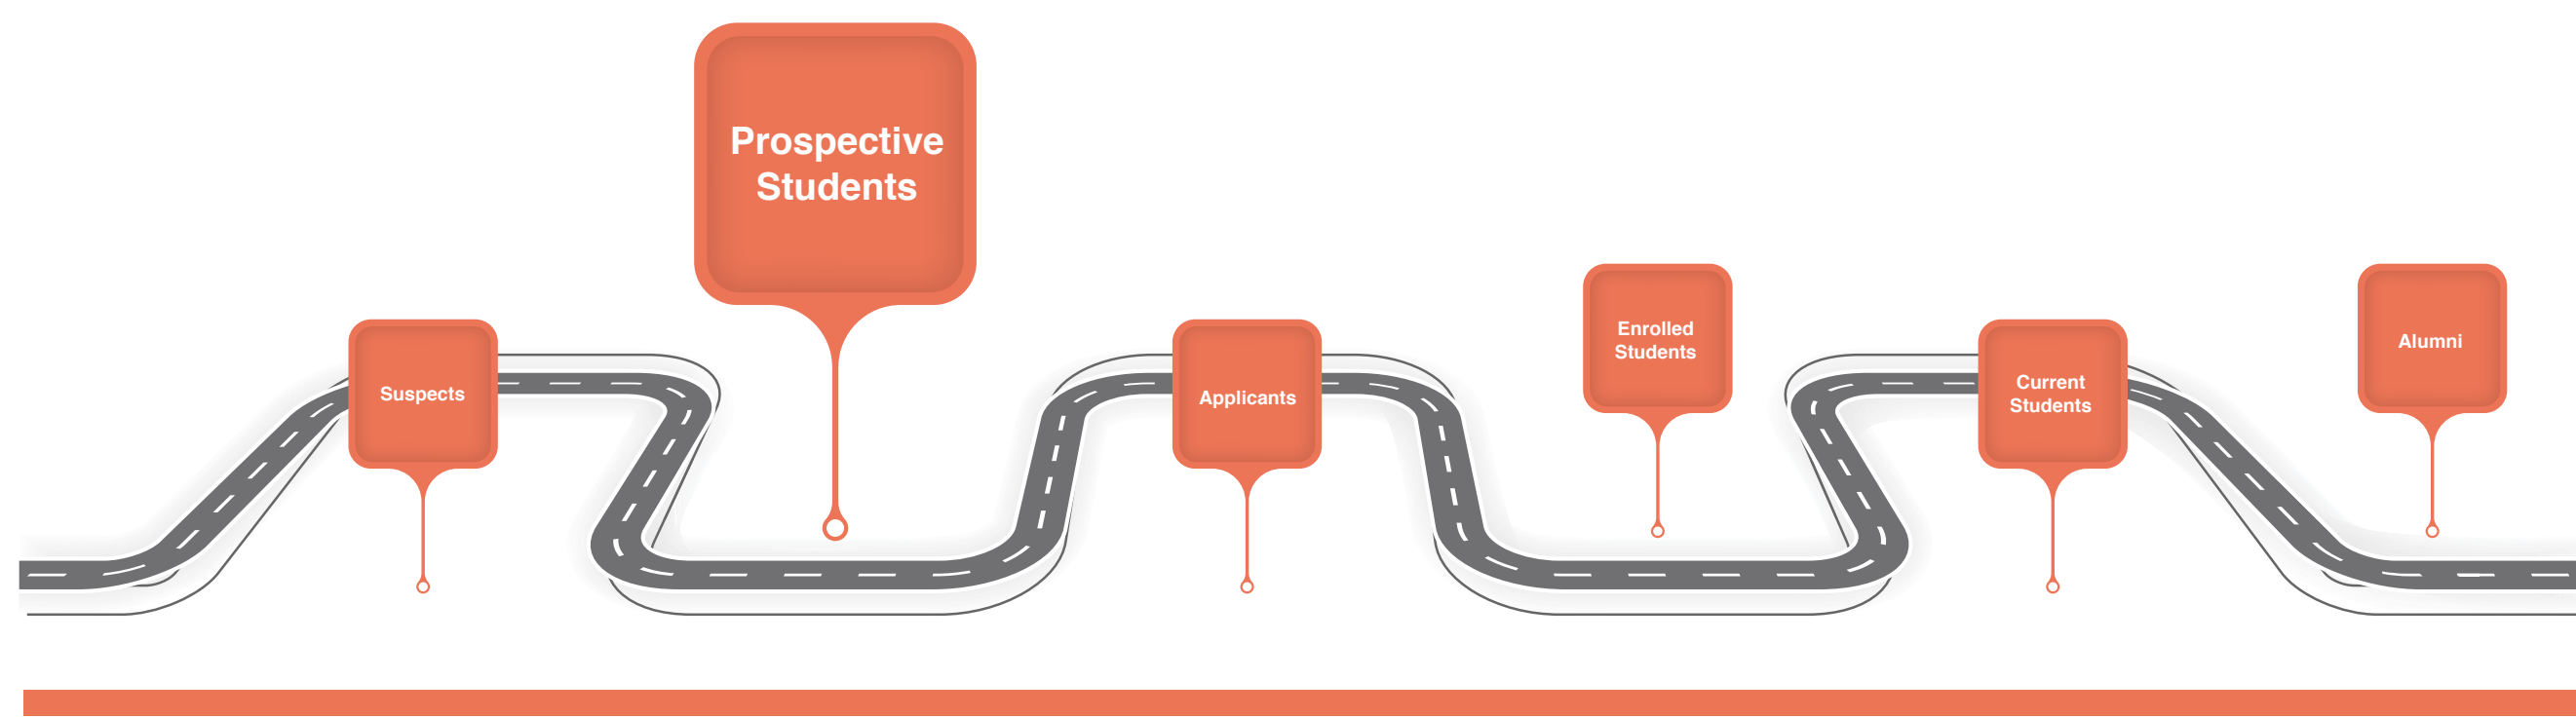 Suspects
Prospective
Students
Applicants
Enrolled
Students
Current
Students
Alumni